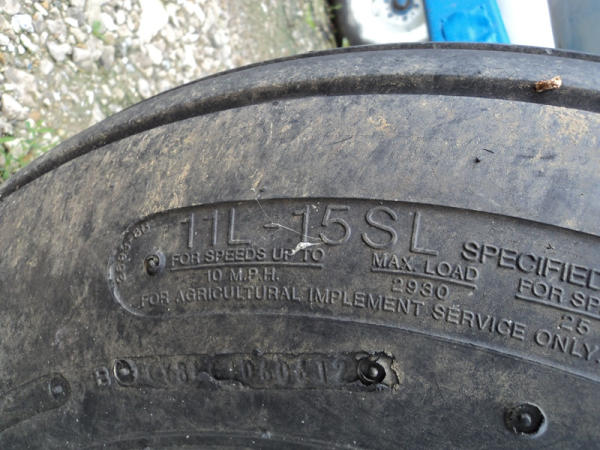 11L-15SL
FOR SPEEDS UP TO
10 M.P.H.
MAX. LOAD
2930
SPECIFIED
FOR SP
25
FOR AGRICULTURAL IMPLEMENT SERVICE ONLY.
B